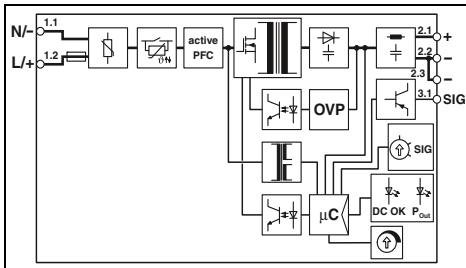 N/- 1.1
L/+ 1.2
ϑ
active
PFC
2.1 +
2.2 −
2.3 −
3.1 SIG
OVP
SIG
µC
DC OK P Out